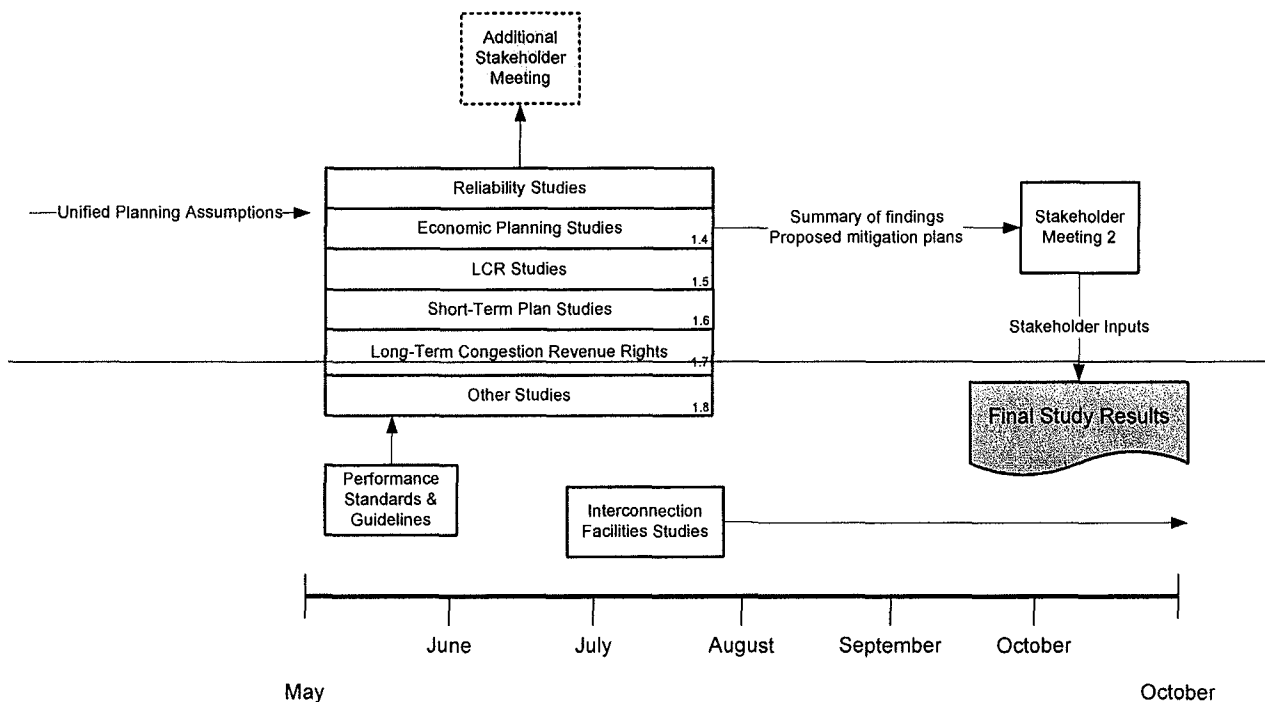 Additional
Stakeholder
Meeting
Unified Planning Assumptions
Reliability Studies
Economic Planning Studies
1.4
LCR Studies
1.5
Short-Term Plan Studies
1.6
Long-Term Congestion Revenue Rights
1.7
Other Studies
1.8
Summary of findings
Proposed mitigation plans
Stakeholder
Meeting 2
Stakeholder Inputs
Final Study Results
Performance
Standards &
Guidelines
Interconnection
Facilities Studies
June
July
August
September
October
May
October